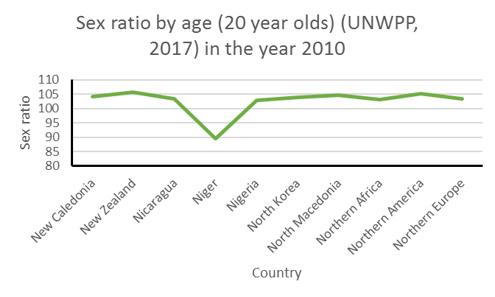 Sex ratio by age (20 year olds) (UNWPP,
2017) in the year 2010
110
105
100
95
90
85
80
Sex ratio
New Caledonia
New Zealand
Nicaragua
Niger
Nigeria
North Korea
North Macedonia
Northern Africa
Northern America
Northern Europe
Country